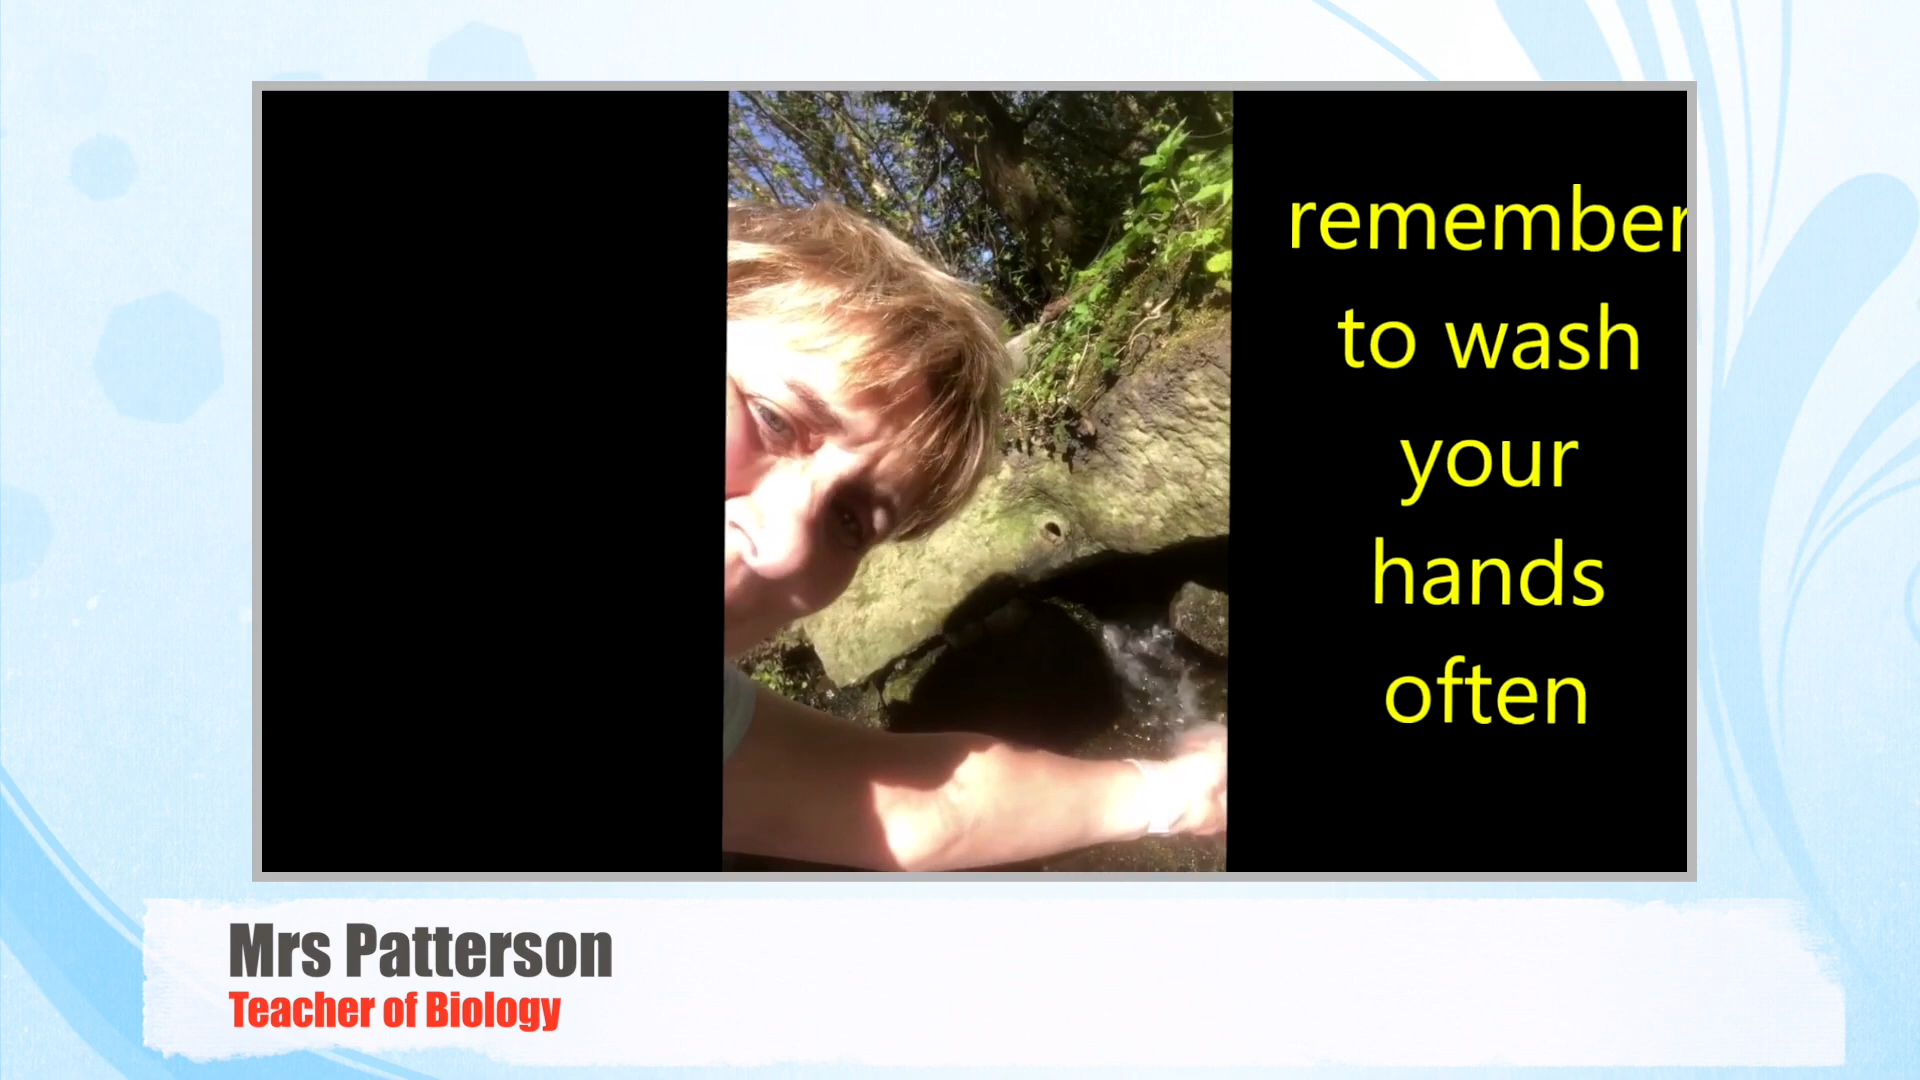 remember
to wash
your
hands
often
Mrs Patterson
Teacher of Biology